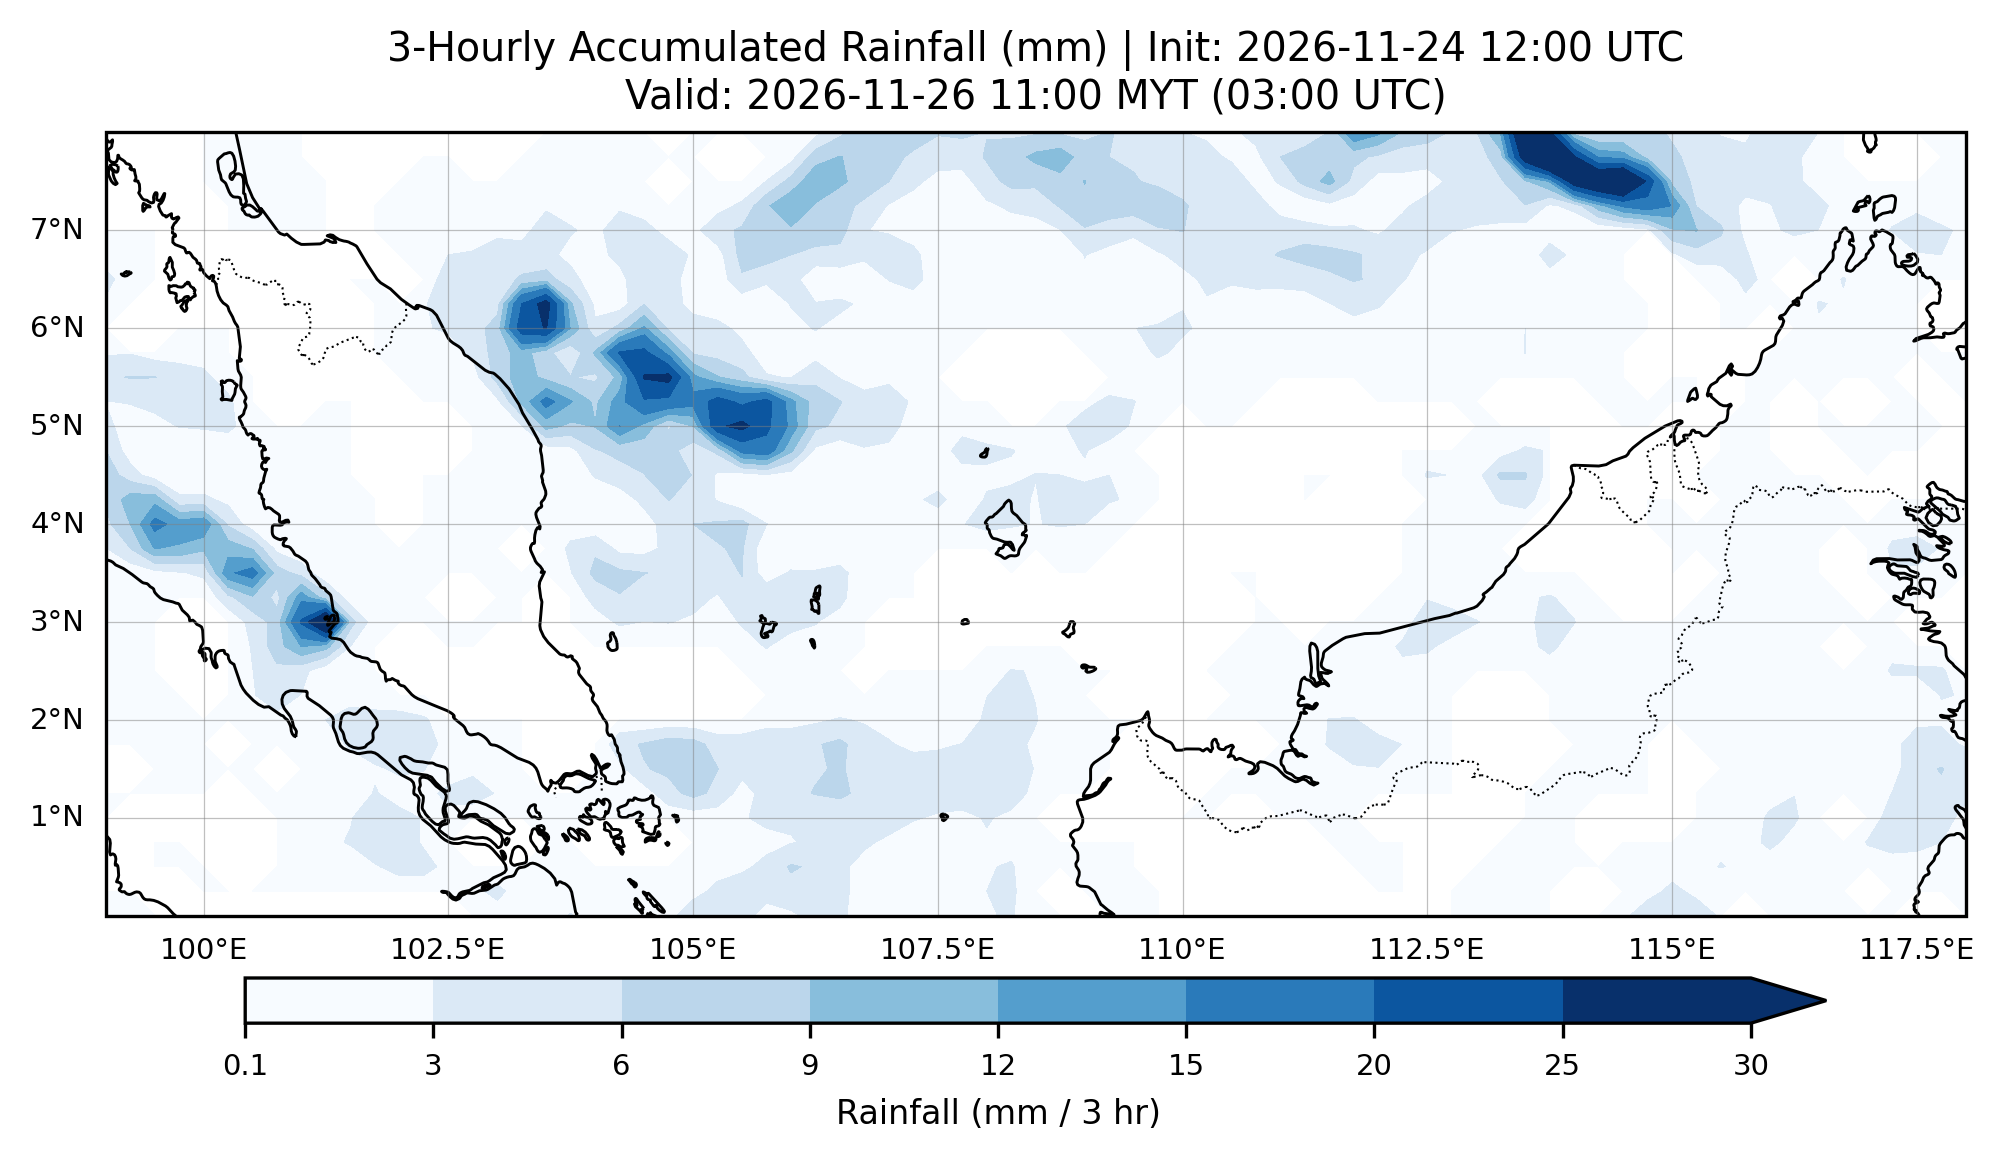 3-Hourly Accumulated Rainfall (mm) | Init: 2026-11-24 12:00 UTC
Valid: 2026-11-26 11:00 MYT (03:00 UTC)
7°N
6°N
5°N
4°N
3°N
2°N
1°N
100°E 102.5°E 105°E 107.5°E 110°E 112.5°E 115°E 117.5°E
0.1 3 6 9 12 15 20 25 30
Rainfall (mm / 3 hr)